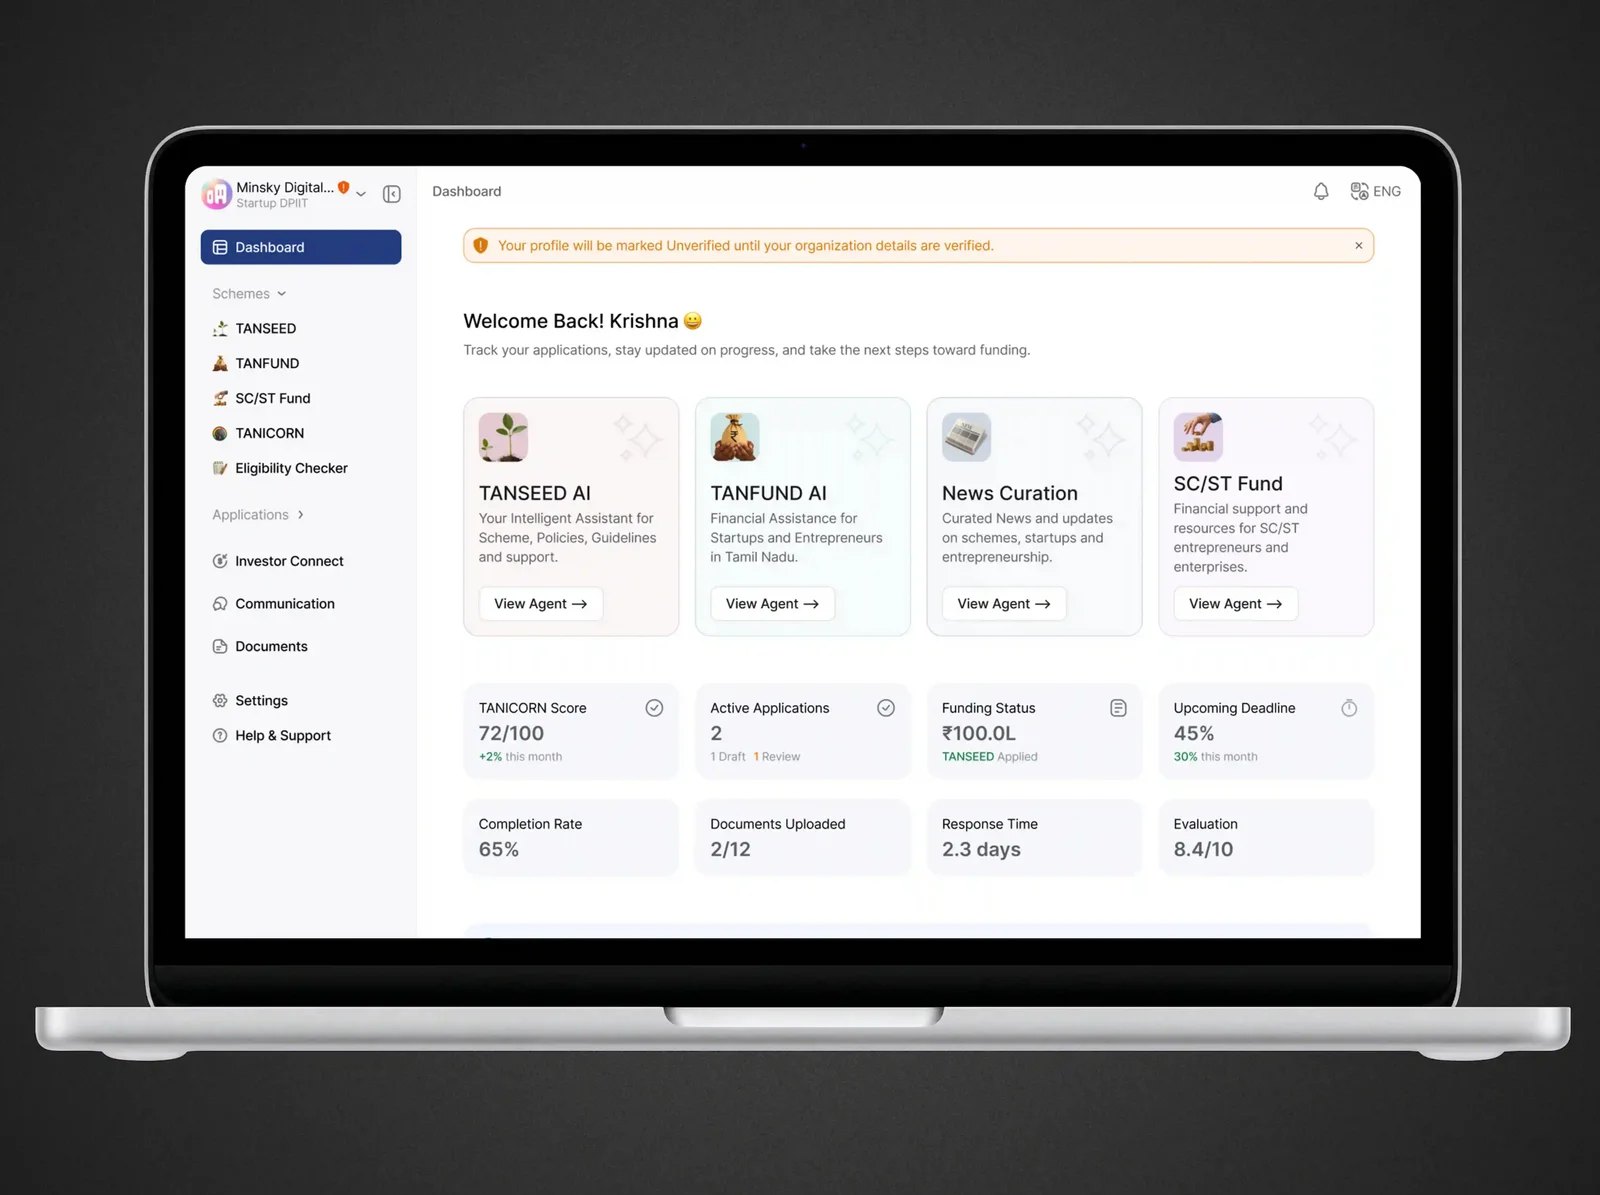 Minsky Digital...
Startup DPIIT
Dashboard
Schemes
TANSEED
TANFUND
SC/ST Fund
TANICORN
Eligibility Checker
Applications
Investor Connect
Communication
Documents
Settings
Help & Support
Dashboard
ENG
Your profile will be marked Unverified until your organization details are verified.
Welcome Back! Krishna 😀
Track your applications, stay updated on progress, and take the next steps toward funding.
TANSEED AI
Your Intelligent Assistant for
Scheme, Policies, Guidelines
and support.
View Agent →
TANFUND AI
Financial Assistance for
Startups and Entrepreneurs
in Tamil Nadu.
View Agent →
News Curation
Curated News and updates
on schemes, startups and
entrepreneurship.
View Agent →
SC/ST Fund
Financial support and
resources for SC/ST
entrepreneurs and
enterprises.
View Agent →
TANICORN Score
72/100
+2% this month
Active Applications
2
1 Draft 1 Review
Funding Status
₹100.0L
TANSEED Applied
Upcoming Deadline
45%
30% this month
Completion Rate
65%
Documents Uploaded
2/12
Response Time
2.3 days
Evaluation
8.4/10